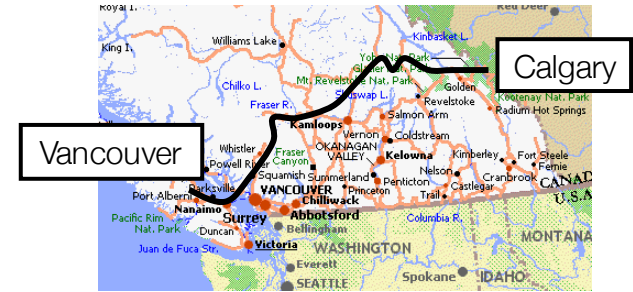 Royal I.
Red Deer
Williams Lake
Kinbasket L.
King I.
Yoho Nat. Park
Calgary
Glacier Nat. Park
Mt. Revelstoke Nat. Park
Golden
Chilko L.
Shuswap L.
Kootenay Nat. Park
Revelstoke
Fraser R.
Radium Hot Springs
Salmon Arm
Kamloops
Vernon
Coldstream
Whistler
OKANAGAN
VALLEY
Fraser
Canyon
Kelowna
Kimberley
Fort Steele
Vancouver
Powell River
Fernie
Squamish
Summerland
Nelson
Cranbrook
Parksville
Penticton
Castlegar
CANAD
Port Alberni
VANCOUVER
Princeton
Trail
U.S.A
Nanaimo
Chilliwack
Surrey
Abbotsford
Pacific Rim
Nat. Park
Columbia R.
Duncan
Bellingham
MONTANA
Juan de Fuca Str.
Victoria
WASHINGTON
Everett
Spokane
IDAHO
SEATTLE